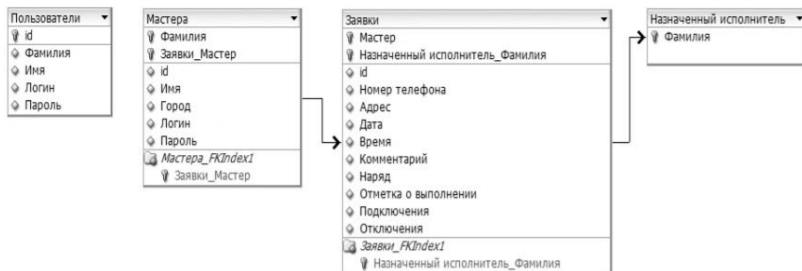 Пользователи
id
Фамилия
Имя
Логин
Пароль
Мастера
Фамилия
Заявки_Мастер
id
Имя
Город
Логин
Пароль
Мастера_FKIndex1
Заявки_Мастер
Заявки
Мастер
Назначенный исполнитель_Фамилия
id
Номер телефона
Адрес
Дата
Время
Комментарий
Наряд
Отметка о выполнении
Подключения
Отключения
Заявки_FKIndex1
Назначенный исполнитель_Фамилия
Назначенный исполнитель
Фамилия